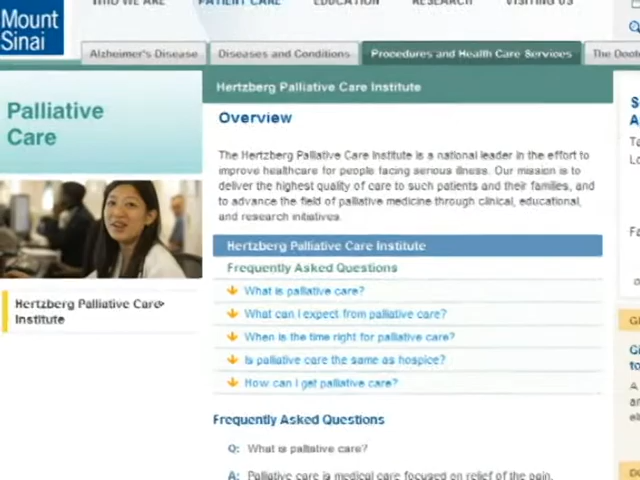 WHO WE ARE PATIENT CARE EDUCATION RESEARCH VISITING US
Mount
Sinai
Alzheimer's Disease Diseases and Conditions Procedures and Health Care Services The
Hertzberg Palliative Care Institute
Palliative
Care
Overview
The Hertzberg Palliative Care Institute is a national leader in the effort to
improve healthcare for people facing serious illness. Our mission is to
deliver the highest quality of care to such patients and their families, and
to advance the field of palliative medicine through clinical, educational,
and research initiatives.
Hertzberg Palliative Care Institute
Frequently Asked Questions
What is palliative care?
What can I expect from palliative care?
When is the time right for palliative care?
Is palliative care the same as hospice?
How can I get palliative care?
Hertzberg Palliative Care
Institute
Frequently Asked Questions
Q: What is palliative care?
A: Palliative care is medical care focused on relief of the pain,